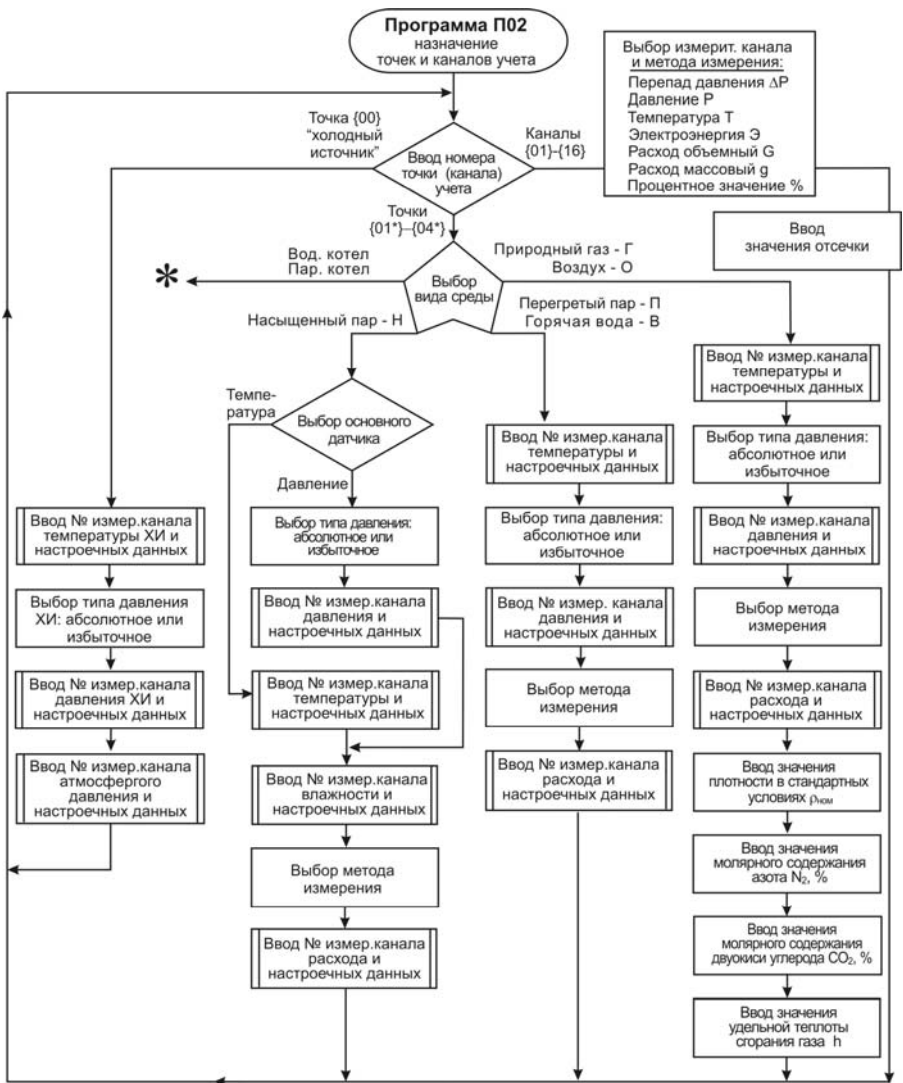 Программа П02
назначение
точек и каналов учета
Выбор измерит. канала
и метода измерения:
Перепад давления ΔР
Давление Р
Температура Т
Электроэнергия Э
Расход объемный G
Расход массовый g
Процентное значение %
Точка {00}
“холодный
источник”
Ввод номера
точки (канала)
учета
Каналы
{01}-{16}
Точки
{01*}–{04*}
Ввод
значения отсечки
Вод. котел
Пар. котел
*
Выбор
вида среды
Природный газ - Г
Воздух - О
Перегретый пар - П
Горячая вода - В
Насыщенный пар - Н
Темпе-
ратура
Выбор основного
датчика
Давление
Ввод № измер.канала
температуры ХИ и
настроечных данных
Выбор типа давления
ХИ: абсолютное или
избыточное
Ввод № измер.канала
давления ХИ и
настроечных данных
Ввод № измер.канала
атмосфергого
давления и
настроечных данных
Выбор типа давления:
абсолютное или
избыточное
Ввод № измер.канала
давления и
настроечных данных
Ввод № измер.канала
температуры и
настроечных данных
Ввод № измер.канала
влажности и
настроечных данных
Выбор метода
измерения
Ввод № измер.канала
расхода и
настроечных данных
Ввод № измер.канала
температуры и
настроечных данных
Выбор типа давления:
абсолютное или
избыточное
Ввод № измер. канала
давления и
настроечных данных
Выбор метода
измерения
Ввод № измер.канала
расхода и
настроечных данных
Ввод № измер.канала
температуры и
настроечных данных
Выбор типа давления:
абсолютное или
избыточное
Ввод № измер.канала
давления и
настроечных данных
Выбор метода
измерения
Ввод № измер.канала
расхода и
настроечных данных
Ввод значения
плотности в стандартных
условиях ρном
Ввод значения
молярного содержания
азота N₂, %
Ввод значения
молярного содержания
двуокиси углерода CO₂, %
Ввод значения
удельной теплоты
сгорания газа h